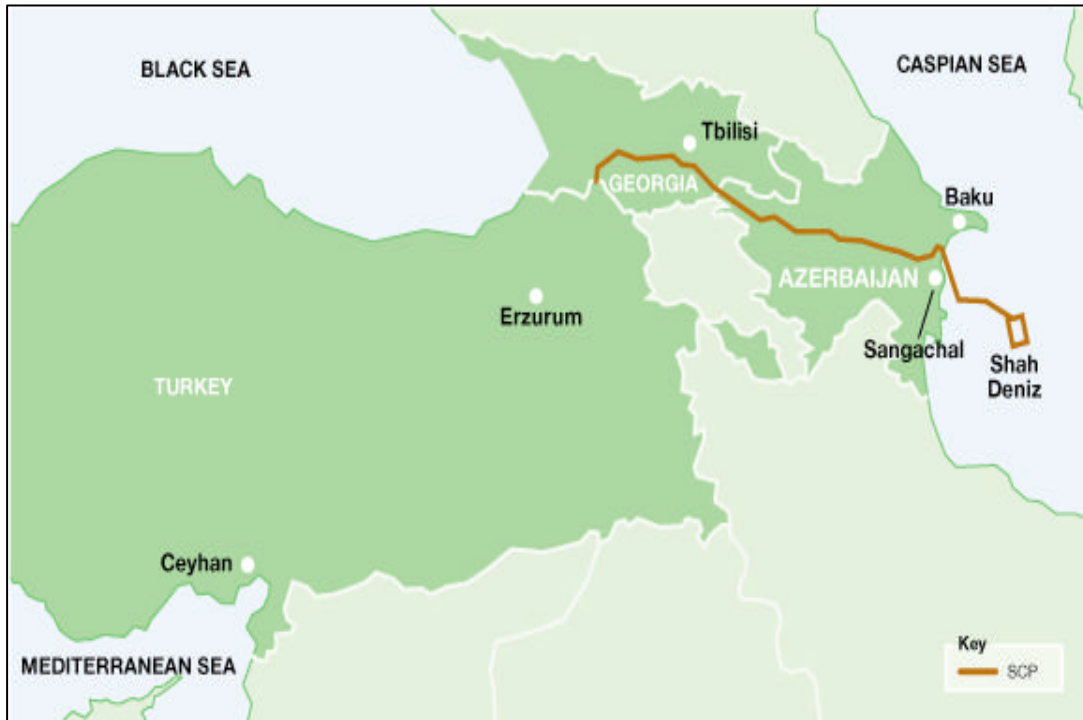 BLACK SEA
CASPIAN SEA
Tbilisi
GEORGIA
Baku
AZERBAIJAN
Erzurum
Sangachal
Shah
Deniz
TURKEY
Ceyhan
MEDITERRANEAN SEA
Key
SCP